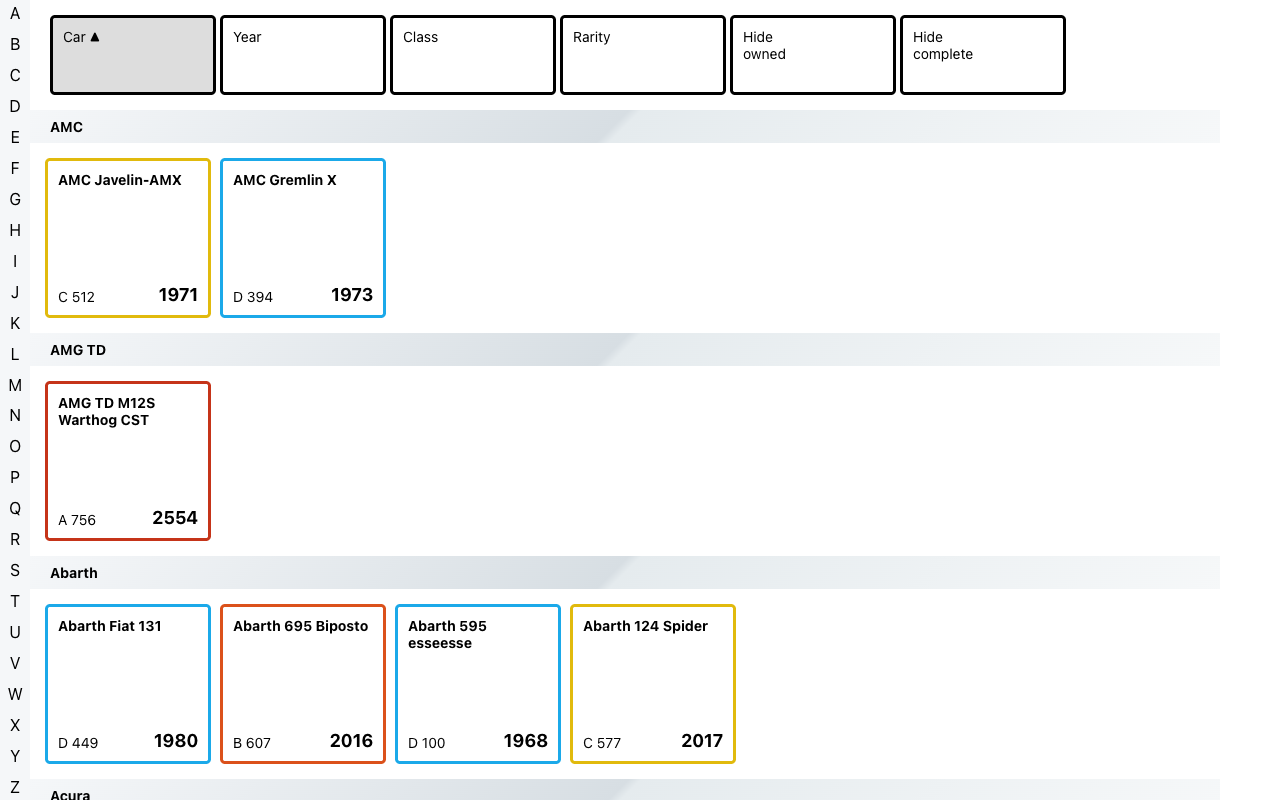 A
B
C
D
E
F
G
H
I
J
K
L
M
N
O
P
Q
R
S
T
U
V
W
X
Y
Z
Car ▲
Year
Class
Rarity
Hide
owned
Hide
complete
AMC
AMC Javelin-AMX
C 512
1971
AMC Gremlin X
D 394
1973
AMG TD
AMG TD M12S
Warthog CST
A 756
2554
Abarth
Abarth Fiat 131
D 449
1980
Abarth 695 Biposto
B 607
2016
Abarth 595
esseesse
D 100
1968
Abarth 124 Spider
C 577
2017
Acura